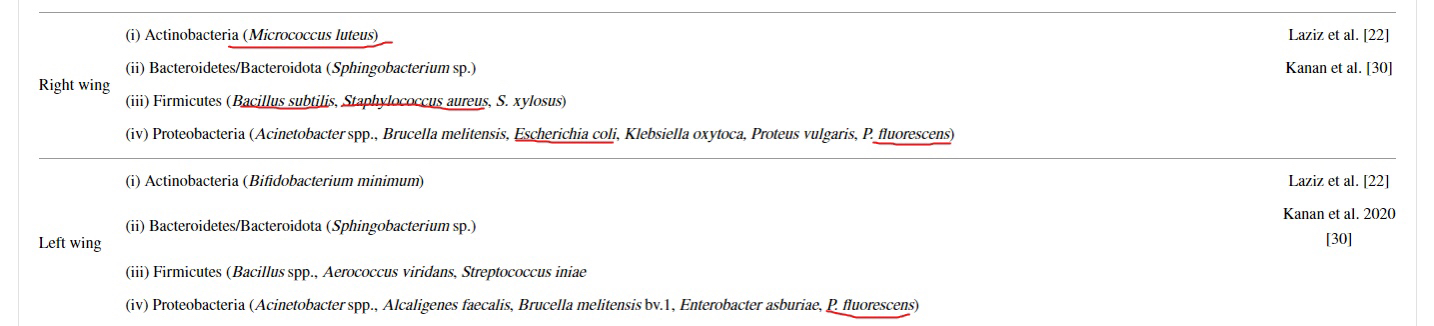 (i) Actinobacteria (Micrococcus luteus)
Laziz et al. [22]
(ii) Bacteroidetes/Bacteroidota (Sphingobacterium sp.)
Kanan et al. [30]
Right wing
(iii) Firmicutes (Bacillus subtilis, Staphylococcus aureus, S. xylosus)
(iv) Proteobacteria (Acinetobacter spp., Brucella melitensis, Escherichia coli, Klebsiella oxytoca, Proteus vulgaris, P. fluorescens)
(i) Actinobacteria (Bifidobacterium minimum)
Laziz et al. [22]
(ii) Bacteroidetes/Bacteroidota (Sphingobacterium sp.)
Kanan et al. 2020
[30]
Left wing
(iii) Firmicutes (Bacillus spp., Aerococcus viridans, Streptococcus iniae
(iv) Proteobacteria (Acinetobacter spp., Alcaligenes faecalis, Brucella melitensis bv.1, Enterobacter asburiae, P. fluorescens)